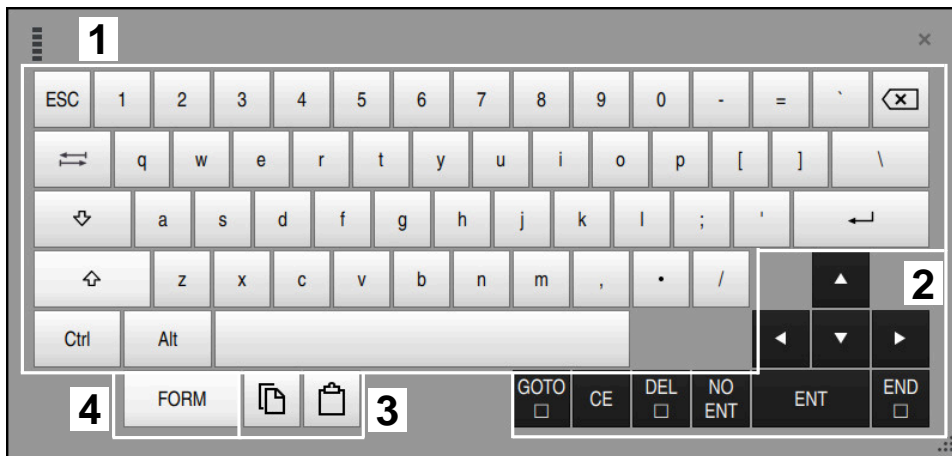 1
×
ESC 1 2 3 4 5 6 7 8 9 0 - = `
q w e r t y u i o p [ ] \
a s d f g h j k l ; '
z x c v b n m , • /
2
Ctrl Alt
4 FORM 3
GOTO CE DEL NO ENT ENT END